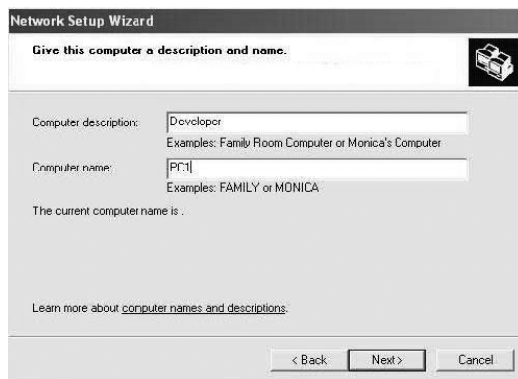 Network Setup Wizard
Give this computer a description and name.
Computer description: Developer
Examples: Family Room Computer or Monica's Computer
Computer name: PC1
Examples: FAMILY or MONICA
The current computer name is .
Learn more about computer names and descriptions.
< Back Next > Cancel